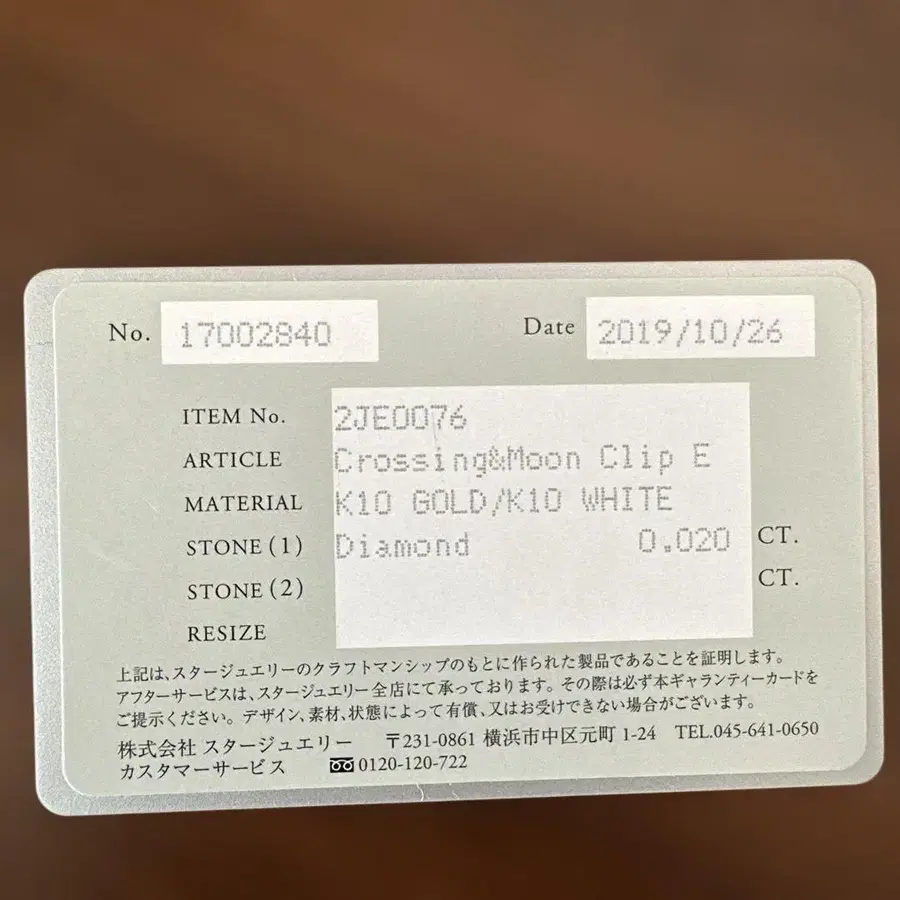 No. 17002840 Date 2019/10/26
ITEM No. 2JE0076
ARTICLE Crossing&Moon Clip E
MATERIAL K10 GOLD/K10 WHITE
STONE (1) Diamond 0.020 CT.
STONE (2) CT.
RESIZE
上記は、スタージュエリーのクラフトマンシップのもとに作られた製品であることを証明します。
アフターサービスは、スタージュエリー全店にて承っております。その際は必ず本ギャランティーカードを
ご提示ください。デザイン、素材、状態によって有償、又はお受けできない場合がございます。
株式会社 スタージュエリー 〒231-0861 横浜市中区元町 1-24 TEL.045-641-0650
カスタマーサービス 0120-120-722